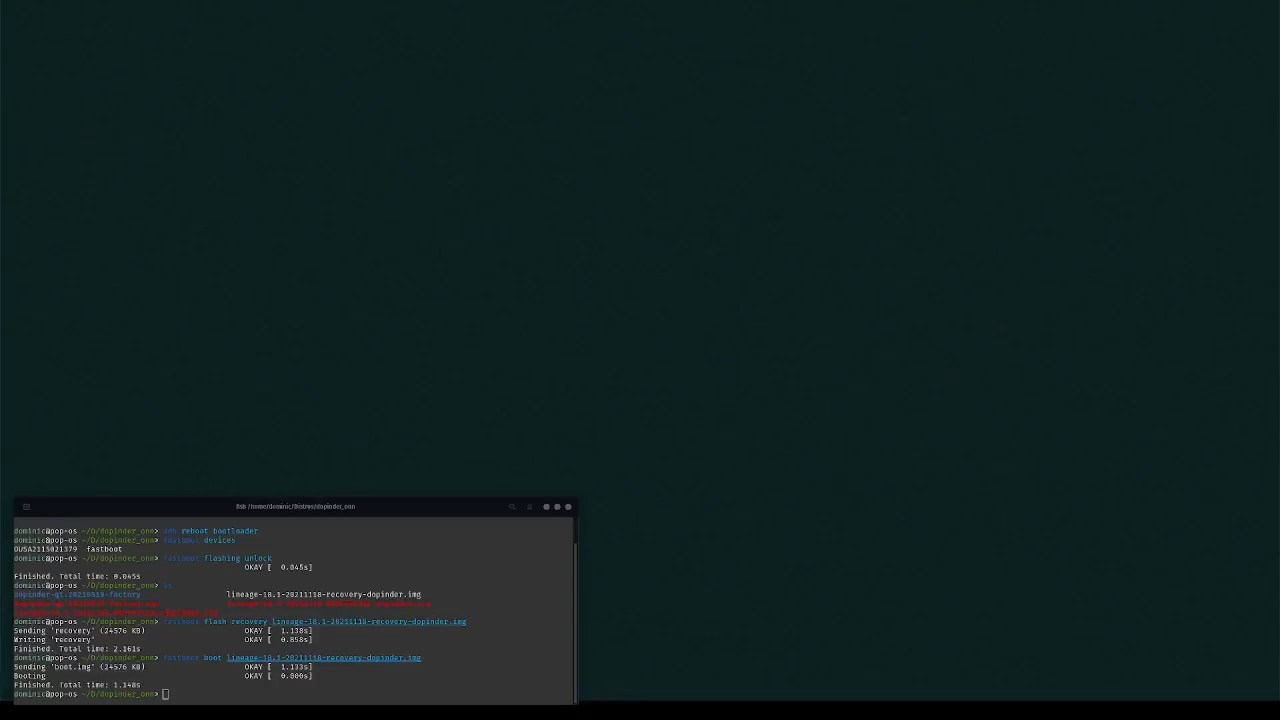 fish /home/dominic/Distros/dopinder_onn
dominic@pop-os ~/D/dopinder_onn> adb reboot bootloader
dominic@pop-os ~/D/dopinder_onn> fastboot devices
OUSA2115021379 fastboot
dominic@pop-os ~/D/dopinder_onn> fastboot flashing unlock
OKAY [ 0.045s]
Finished. Total time: 0.045s
dominic@pop-os ~/D/dopinder_onn> ls
dopinder-qt.20210519-factory lineage-18.1-20211118-recovery-dopinder.img
dominic@pop-os ~/D/dopinder_onn> fastboot flash recovery lineage-18.1-20211118-recovery-dopinder.img
Sending 'recovery' (24576 KB) OKAY [ 1.138s]
Writing 'recovery' OKAY [ 0.858s]
Finished. Total time: 2.161s
dominic@pop-os ~/D/dopinder_onn> fastboot boot lineage-18.1-20211118-recovery-dopinder.img
Sending 'boot.img' (24576 KB) OKAY [ 1.133s]
Booting OKAY [ 0.000s]
Finished. Total time: 1.148s
dominic@pop-os ~/D/dopinder_onn>